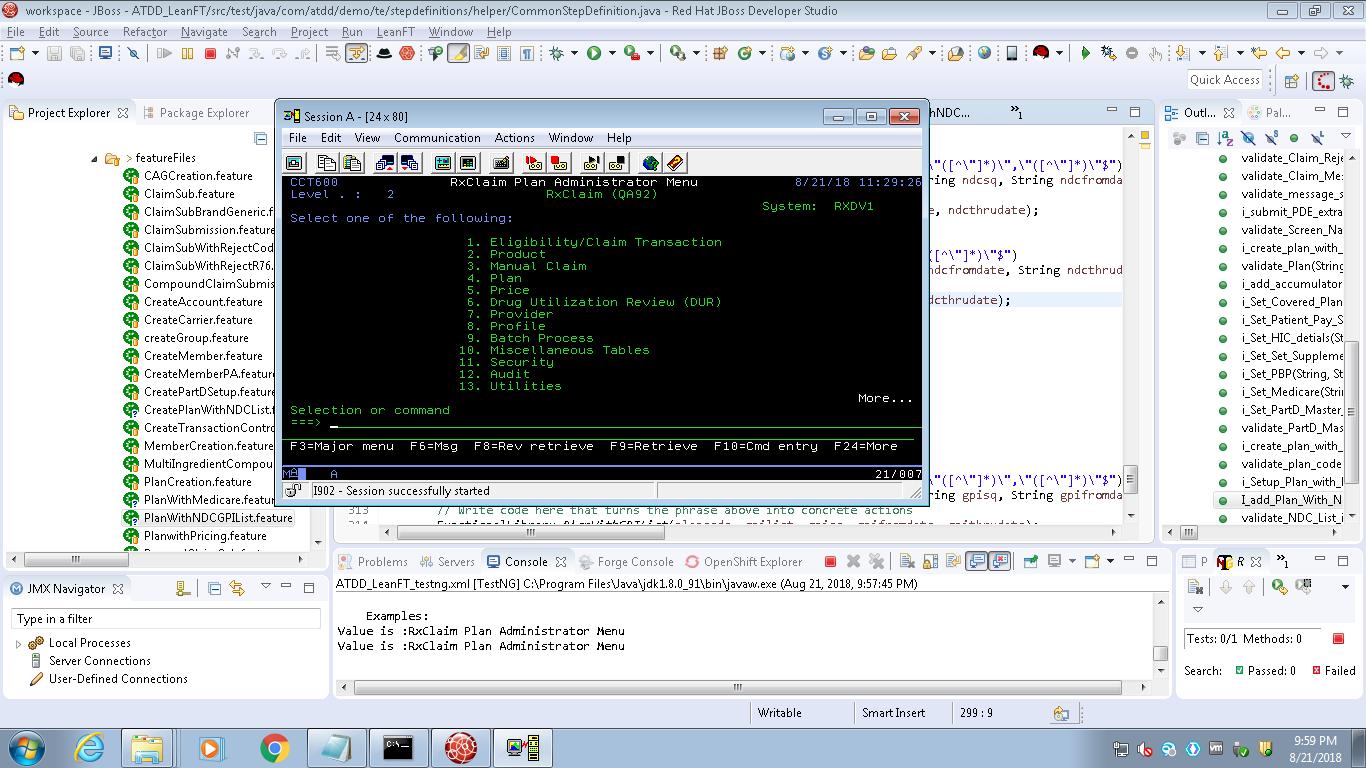 workspace - JBoss - ATDD_LeanFT/src/test/java/com/atdd/demo/te/stepdefinitions/helper/CommonStepDefinition.java - Red Hat JBoss Developer Studio
File Edit Source Refactor Navigate Search Project Run LeanFT Window Help
Quick Access
Project Explorer
Package Explorer
> featureFiles
CAGCreation.feature
ClaimSub.feature
ClaimSubBrandGeneric.f
ClaimSubmission.feature
ClaimSubWithRejectCod
ClaimSubWithRejectR76.
CompoundClaimSubmis
CreateAccount.feature
CreateCarrier.feature
createGroup.feature
CreateMember.feature
CreateMemberPA.feature
CreatePartDSetup.feature
CreatePlanWithNDCList.f
CreateTransactionContro
MemberCreation.feature
MultiIngredientCompou
PlanCreation.feature
PlanWithMedicare.feature
PlanWithNDCGPIList.feature
PlanwithPricing.feature
Session A - [24 x 80]
File Edit View Communication Actions Window Help
CCT600 RxClaim Plan Administrator Menu 8/21/18 11:29:26
Level . : 2 RxClaim (QA92)
System: RXDV1
Select one of the following:
1. Eligibility/Claim Transaction
2. Product
3. Manual Claim
4. Plan
5. Price
6. Drug Utilization Review (DUR)
7. Provider
8. Profile
9. Batch Process
10. Miscellaneous Tables
11. Security
12. Audit
13. Utilities
More...
Selection or command
===>
F3=Major menu F6=Msg F8=Rev retrieve F9=Retrieve F10=Cmd entry F24=More
MA A 21/007
I902 - Session successfully started
hNDC...
"1
\"([^\"]*)\",\"([^\"]*)\"$")
ring ndcsq, String ndcfromda
e, ndcthrudate);
([^\"]*)\"$")
ndcfromdate, String ndcthrud
dcthrudate);
\"([^\"]*)\",\"([^\"]*)\"$")
ring gpisq, String gpifromda
313 // Write code here that turns the phrase above into concrete actions
Outl...
Pal...
validate_Claim_Reje
validate_Claim_Me
validate_message_s
i_submit_PDE_extra
validate_Screen_Na
i_create_plan_with_
validate_Plan(String
i_add_accumulator
i_Set_Covered_Plan
i_Set_Patient_Pay_S
i_Set_HIC_detials(St
i_Set_Set_Suppleme
i_Set_PBP(String, St
i_Set_Medicare(Strin
i_Set_PartD_Master_
validate_PartD_Mas
i_create_plan_with_
validate_plan_code
i_Setup_Plan_with_I
I_add_Plan_With_N
validate_NDC_List_i
JMX Navigator
Type in a filter
Local Processes
Server Connections
User-Defined Connections
Problems Servers Console Forge Console OpenShift Explorer
ATDD_LeanFT_testng.xml [TestNG] C:\Program Files\Java\jdk1.8.0_91\bin\javaw.exe (Aug 21, 2018, 9:57:45 PM)
Examples:
Value is :RxClaim Plan Administrator Menu
Value is :RxClaim Plan Administrator Menu
P R "1
Tests: 0/1 Methods: 0
Search: Passed: 0 Failed
Writable Smart Insert 299 : 9
9:59 PM
8/21/2018